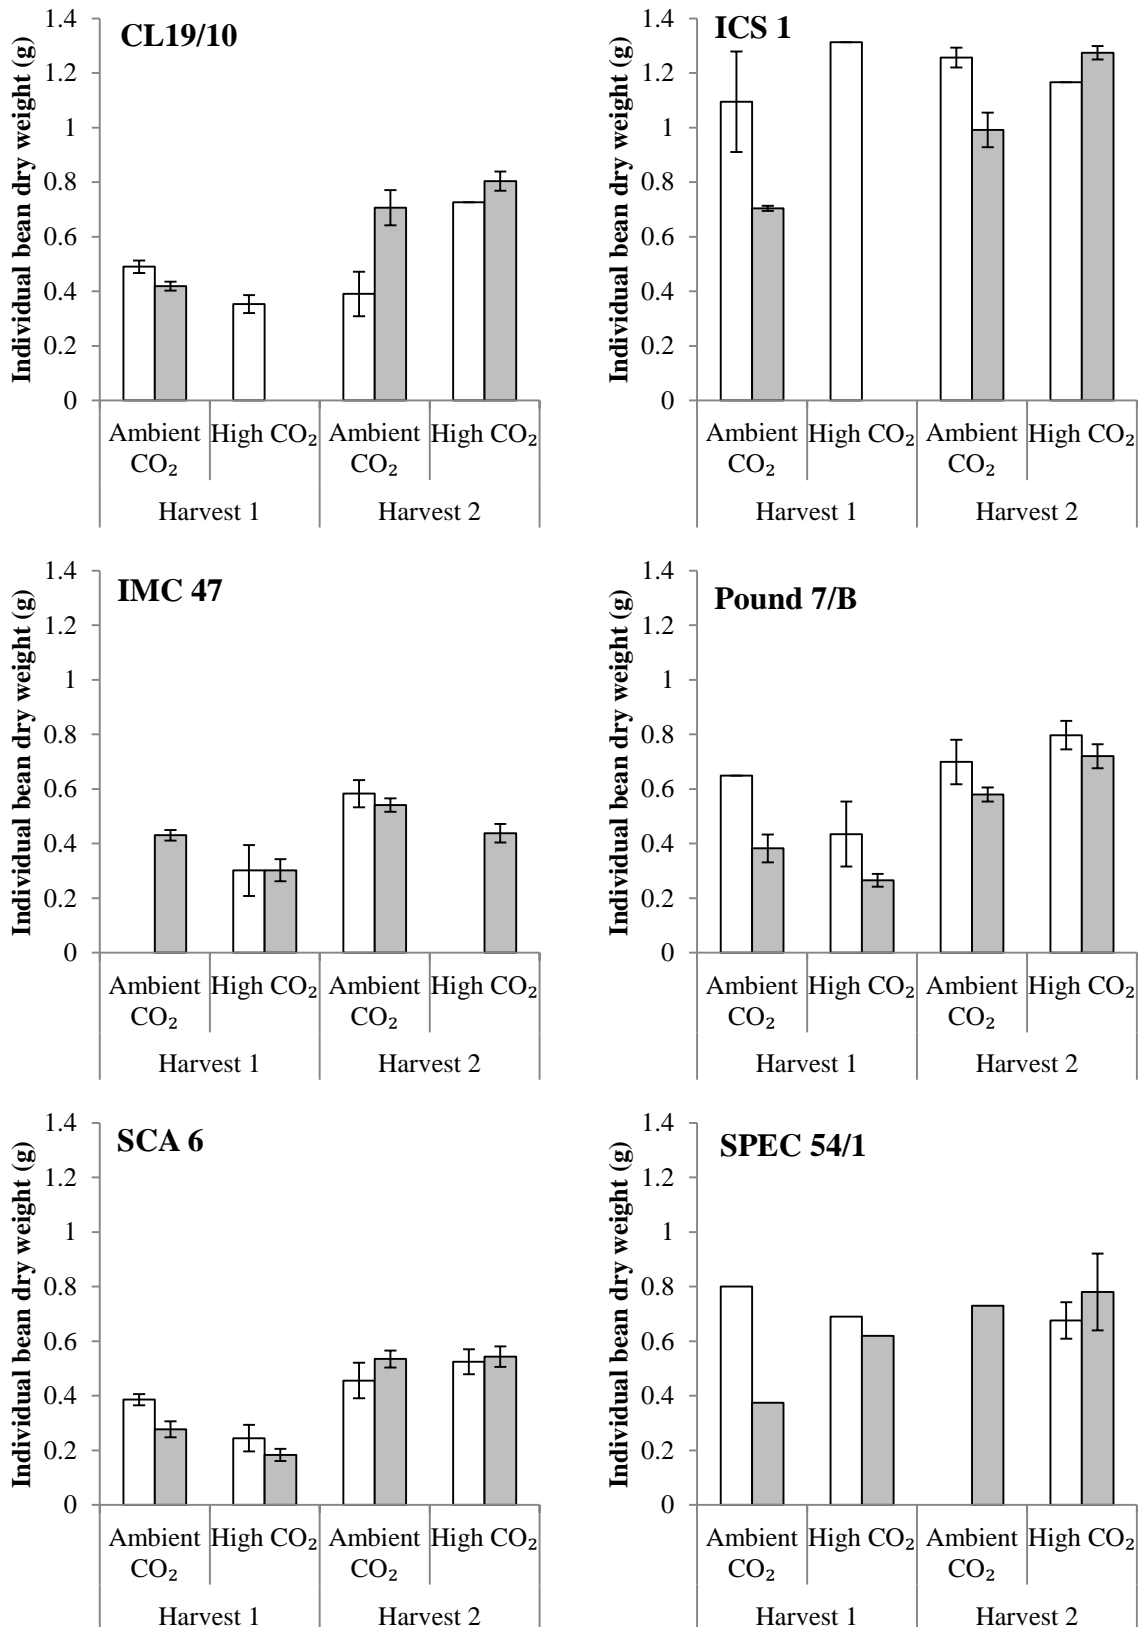 CL19/10
Individual bean dry weight (g)
1.4
1.2
1
0.8
0.6
0.4
0.2
0
Ambient CO₂ High CO₂ Ambient CO₂ High CO₂
Harvest 1 Harvest 2
ICS 1
Individual bean dry weight (g)
1.4
1.2
1
0.8
0.6
0.4
0.2
0
Ambient CO₂ High CO₂ Ambient CO₂ High CO₂
Harvest 1 Harvest 2
IMC 47
Individual bean dry weight (g)
1.4
1.2
1
0.8
0.6
0.4
0.2
0
Ambient CO₂ High CO₂ Ambient CO₂ High CO₂
Harvest 1 Harvest 2
Pound 7/B
Individual bean dry weight (g)
1.4
1.2
1
0.8
0.6
0.4
0.2
0
Ambient CO₂ High CO₂ Ambient CO₂ High CO₂
Harvest 1 Harvest 2
SCA 6
Individual bean dry weight (g)
1.4
1.2
1
0.8
0.6
0.4
0.2
0
Ambient CO₂ High CO₂ Ambient CO₂ High CO₂
Harvest 1 Harvest 2
SPEC 54/1
Individual bean dry weight (g)
1.4
1.2
1
0.8
0.6
0.4
0.2
0
Ambient CO₂ High CO₂ Ambient CO₂ High CO₂
Harvest 1 Harvest 2